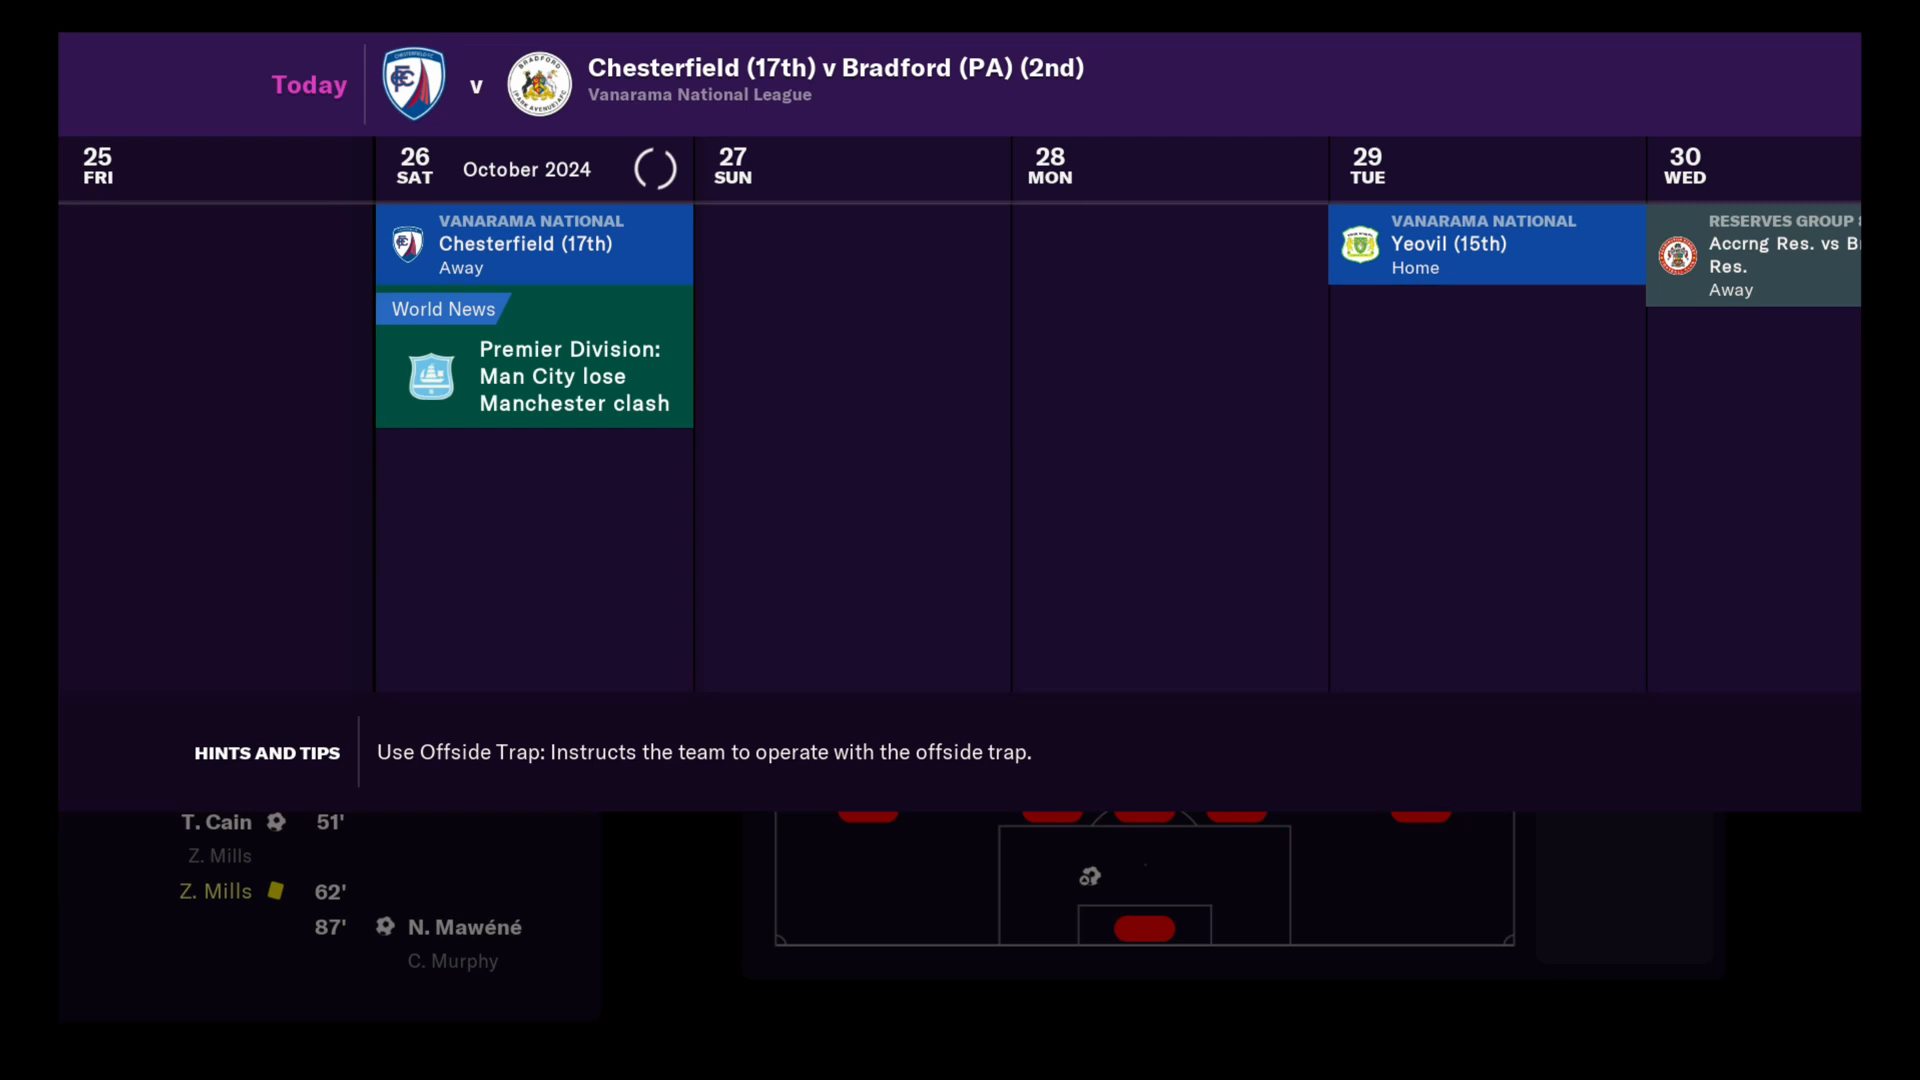 Today
v
Chesterfield (17th) v Bradford (PA) (2nd)
Vanarama National League
25
FRI
26
SAT
October 2024
27
SUN
28
MON
29
TUE
30
WED
VANARAMA NATIONAL
Chesterfield (17th)
Away
World News
Premier Division:
Man City lose
Manchester clash
VANARAMA NATIONAL
Yeovil (15th)
Home
RESERVES GROUP
Accrng Res. vs B
Res.
Away
HINTS AND TIPS
Use Offside Trap: Instructs the team to operate with the offside trap.
T. Cain 51'
Z. Mills
Z. Mills 62'
87' N. Mawéné
C. Murphy